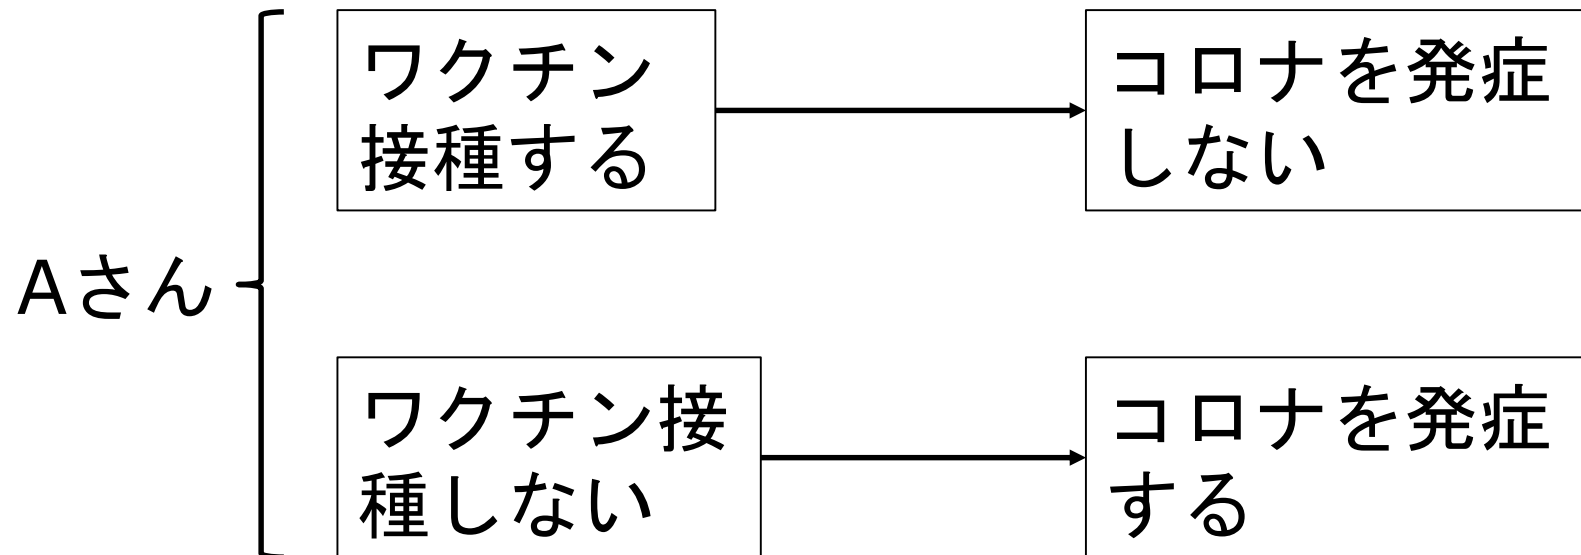 ワクチン
接種する
コロナを発症
しない
Aさん
ワクチン接
種しない
コロナを発症
する